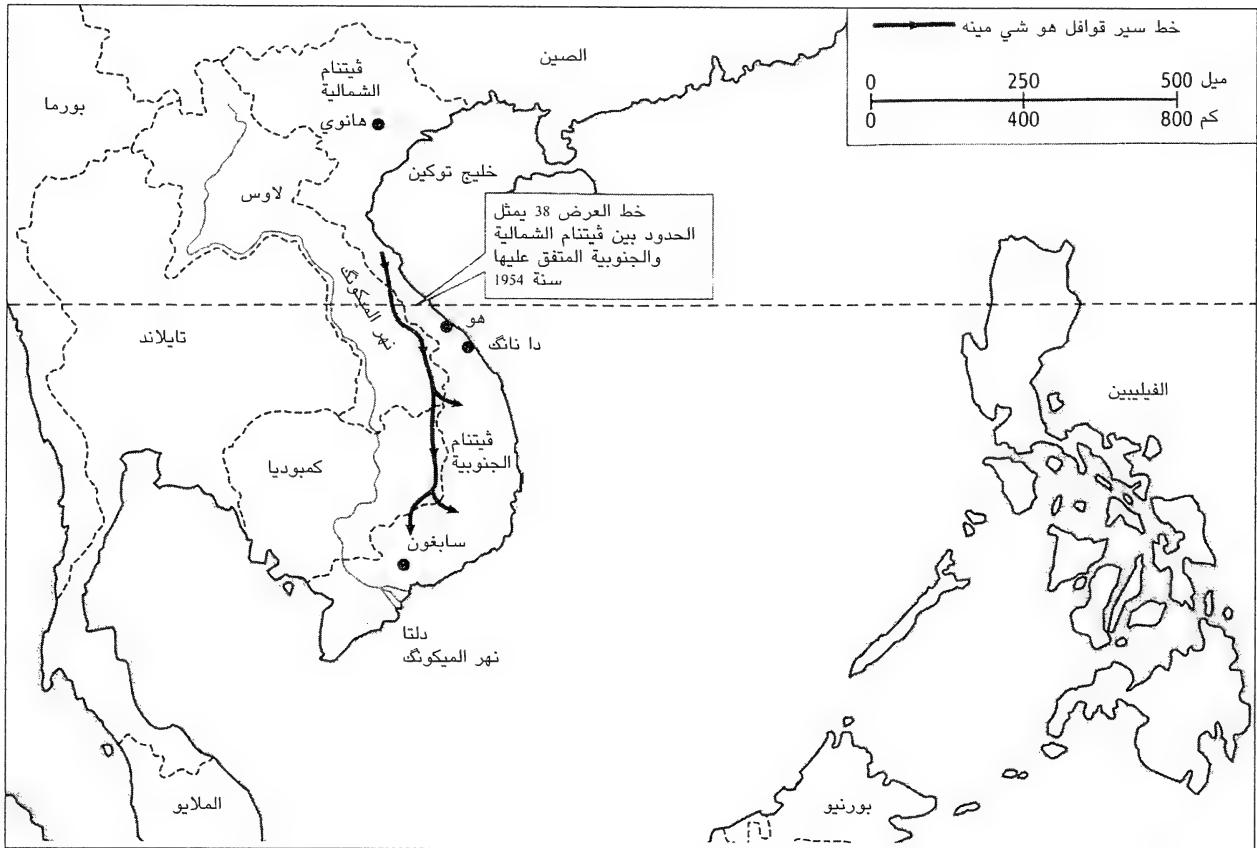 خط سير قوافل هو شي مينه
0 250 500 ميل
0 400 800 كم
الصين
ڤيتنام
الشمالية
هانوي
بورما
خليج توكين
لاوس
خط العرض 38 يمثل
الحدود بين ڤيتنام الشمالية
والجنوبية المتفق عليها
سنة 1954
نهر المكونگ
هو
دا نانگ
تايلاند
الفيليبين
ڤيتنام
الجنوبية
كمبوديا
سايغون
دلتا
نهر الميكونگ
الملايو
بورنيو